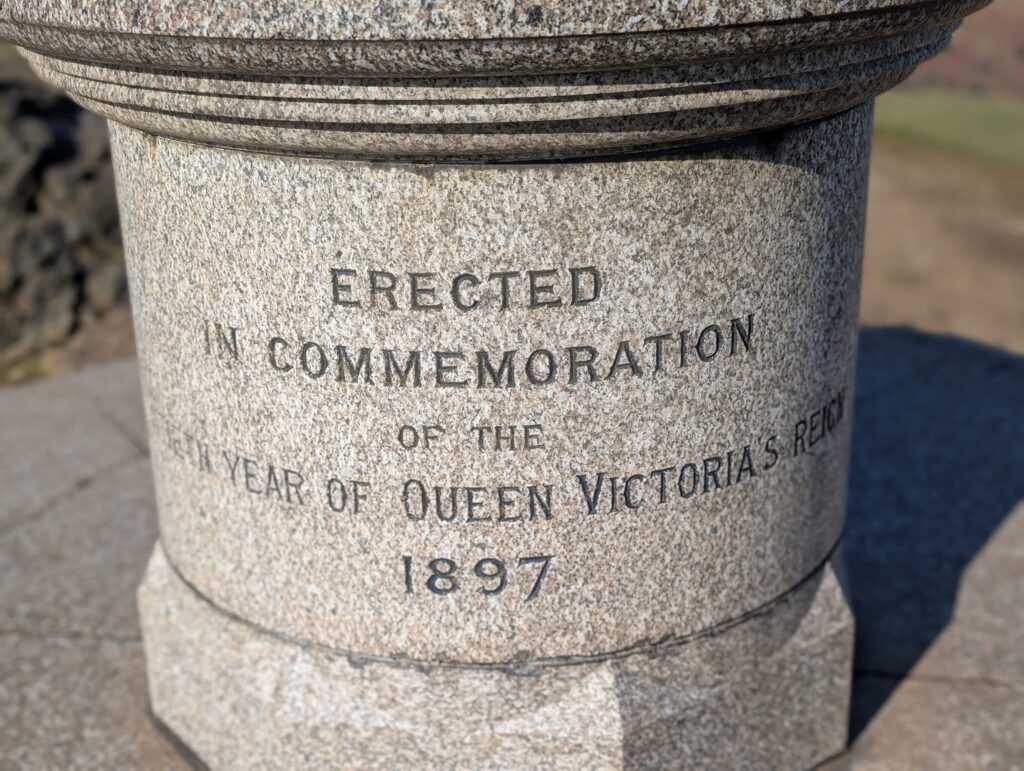 ERECTED
IN COMMEMORATION
OF THE
YEAR OF QUEEN VICTORIA'S REIGN
1897